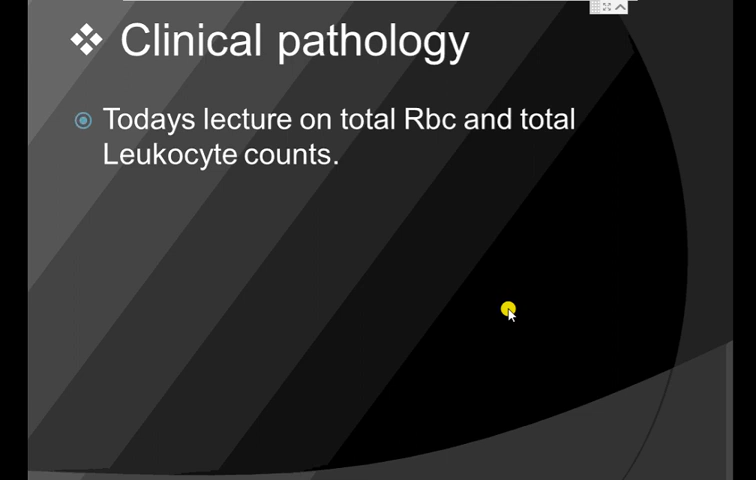 Clinical pathology
Todays lecture on total Rbc and total
Leukocyte counts.